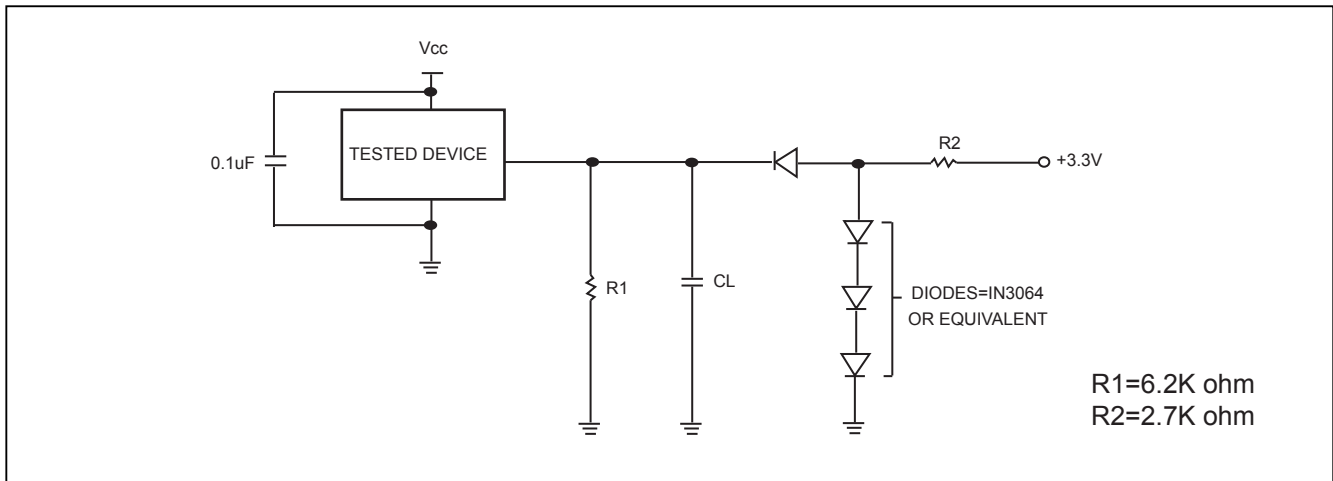 Vcc
0.1uF
TESTED DEVICE
R2
+3.3V
R1
CL
DIODES=IN3064
OR EQUIVALENT
R1=6.2K ohm
R2=2.7K ohm